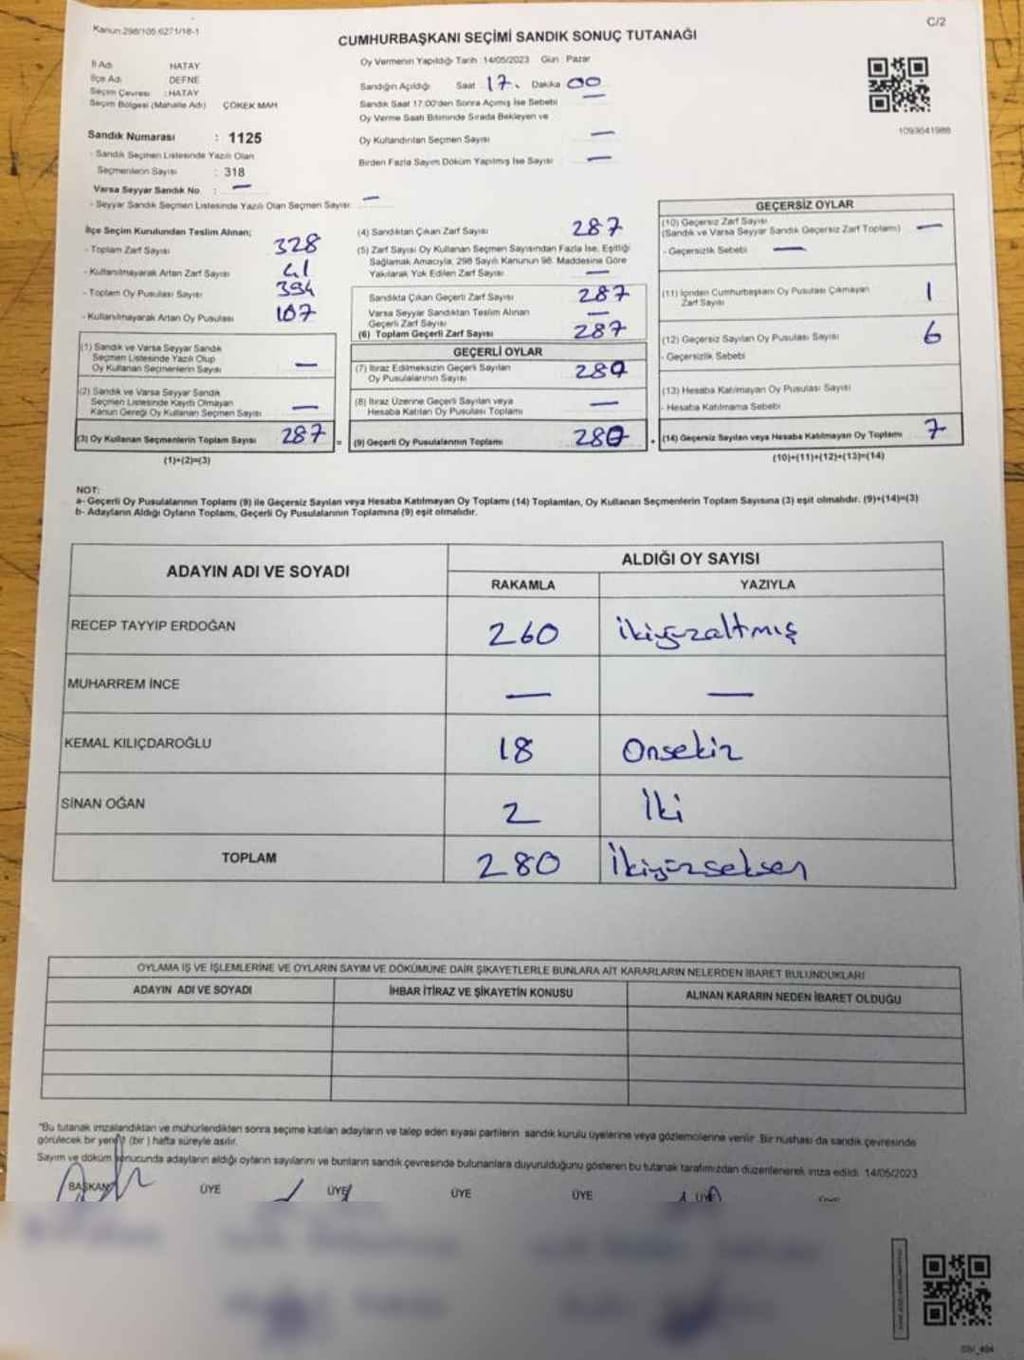 Kanun:298/105.6271/18-1
C/2
CUMHURBAŞKANI SEÇİMİ SANDIK SONUÇ TUTANAĞI
İl Adı HATAY
İlçe Adı DEFNE
Seçim Çevresi : HATAY
Seçim Bölgesi (Mahalle Adı) ÇÖKEK MAH
Sandık Numarası : 1125
- Sandık Seçmen Listesinde Yazılı Olan
Seçmenlerin Sayısı : 318
Varsa Seyyar Sandık No : —
- Seyyar Sandık Seçmen Listesinde Yazılı Olan Seçmen Sayısı: —
Oy Vermenin Yapıldığı Tarih 14/05/2023 Gün : Pazar
Sandığın Açıldığı Saat 17. Dakika 00
Sandık Saat 17:00'den Sonra Açımış İse Sebebi —
Oy Verme Saati Bitiminde Sırada Bekleyen ve
Oy Kullandırılan Seçmen Sayısı —
Birden Fazla Sayım Döküm Yapılmış İse Sayısı —
1093641988
İlçe Seçim Kurulundan Teslim Alınan;
- Toplam Zarf Sayısı 328
- Kullanılmayarak Artan Zarf Sayısı 41
- Toplam Oy Pusulası Sayısı 394
- Kullanılmayarak Artan Oy Pusulası 107
(1) Sandık ve Varsa Seyyar Sandık
Seçmen Listesinde Yazılı Olup
Oy Kullanan Seçmenlerin Sayısı —
(2) Sandık ve Varsa Seyyar Sandık
Seçmen Listesinde Kayıtlı Olmayan
Kanun Gereği Oy Kullanan Seçmen Sayısı —
(3) Oy Kullanan Seçmenlerin Toplam Sayısı 287 =
(1)+(2)=(3)
(4) Sandıktan Çıkan Zarf Sayısı 287
(5) Zarf Sayısı Oy Kullanan Seçmen Sayısından Fazla İse, Eşitliği
Sağlamak Amacıyla, 298 Sayılı Kanunun 98. Maddesine Göre
Yakılarak Yok Edilen Zarf Sayısı —
Sandıkta Çıkan Geçerli Zarf Sayısı 287
Varsa Seyyar Sandıktan Teslim Alınan
Geçerli Zarf Sayısı —
(6) Toplam Geçerli Zarf Sayısı 287
GEÇERLİ OYLAR
(7) İtiraz Edilmeksizin Geçerli Sayılan
Oy Pusulalarının Sayısı 280
(8) İtiraz Üzerine Geçerli Sayılan veya
Hesaba Katılan Oy Pusulası Toplamı —
(9) Geçerli Oy Pusulalarının Toplamı 280 +
GEÇERSİZ OYLAR
(10) Geçersiz Zarf Sayısı
(Sandık ve Varsa Seyyar Sandık Geçersiz Zarf Toplamı) —
- Geçersizlik Sebebi —
(11) İçinden Cumhurbaşkanı Oy Pusulası Çıkmayan
Zarf Sayısı 1
(12) Geçersiz Sayılan Oy Pusulası Sayısı 6
- Geçersizlik Sebebi
(13) Hesaba Katılmayan Oy Pusulası Sayısı
- Hesaba Katılmama Sebebi
(14) Geçersiz Sayılan veya Hesaba Katılmayan Oy Toplamı 7
(10)+(11)+(12)+(13)=(14)
NOT:
a- Geçerli Oy Pusulalarının Toplamı (9) ile Geçersiz Sayılan veya Hesaba Katılmayan Oy Toplamı (14) Toplamları, Oy Kullanan Seçmenlerin Toplam Sayısına (3) eşit olmalıdır. (9)+(14)=(3)
b- Adayların Aldığı Oyların Toplamı, Geçerli Oy Pusulalarının Toplamına (9) eşit olmalıdır.
ADAYIN ADI VE SOYADI
ALDIĞI OY SAYISI
RAKAMLA YAZIYLA
RECEP TAYYİP ERDOĞAN 260 ikiyüzaltmış
MUHARREM İNCE — —
KEMAL KILIÇDAROĞLU 18 Onsekiz
SİNAN OĞAN 2 İki
TOPLAM 280 İkiyüzseksen
OYLAMA İŞ VE İŞLEMLERİNE VE OYLARIN SAYIM VE DÖKÜMÜNE DAİR ŞİKAYETLERLE BUNLARA AİT KARARLARIN NELERDEN İBARET BULUNDUKLARI
ADAYIN ADI VE SOYADI İHBAR İTİRAZ VE ŞİKAYETİN KONUSU ALINAN KARARIN NEDEN İBARET OLDUĞU
"Bu tutanak imzalandıktan ve mühürlendikten sonra seçime katılan adayların ve talep eden siyasi partilerin sandık kurulu üyelerine veya gözlemcilerine verilir. Bir nüshası da sandık çevresinde
görülecek bir yere 1 (bir ) hafta süreyle asılır.
Sayım ve döküm sonucunda adayların aldığı oyların sayılarını ve bunların sandık çevresinde bulunanlara duyurulduğunu gösteren bu tutanak tarafımızdan düzenlenerek imza edildi. 14/05/2023
BAŞKAN ÜYE ÜYE ÜYE ÜYE ÜYE